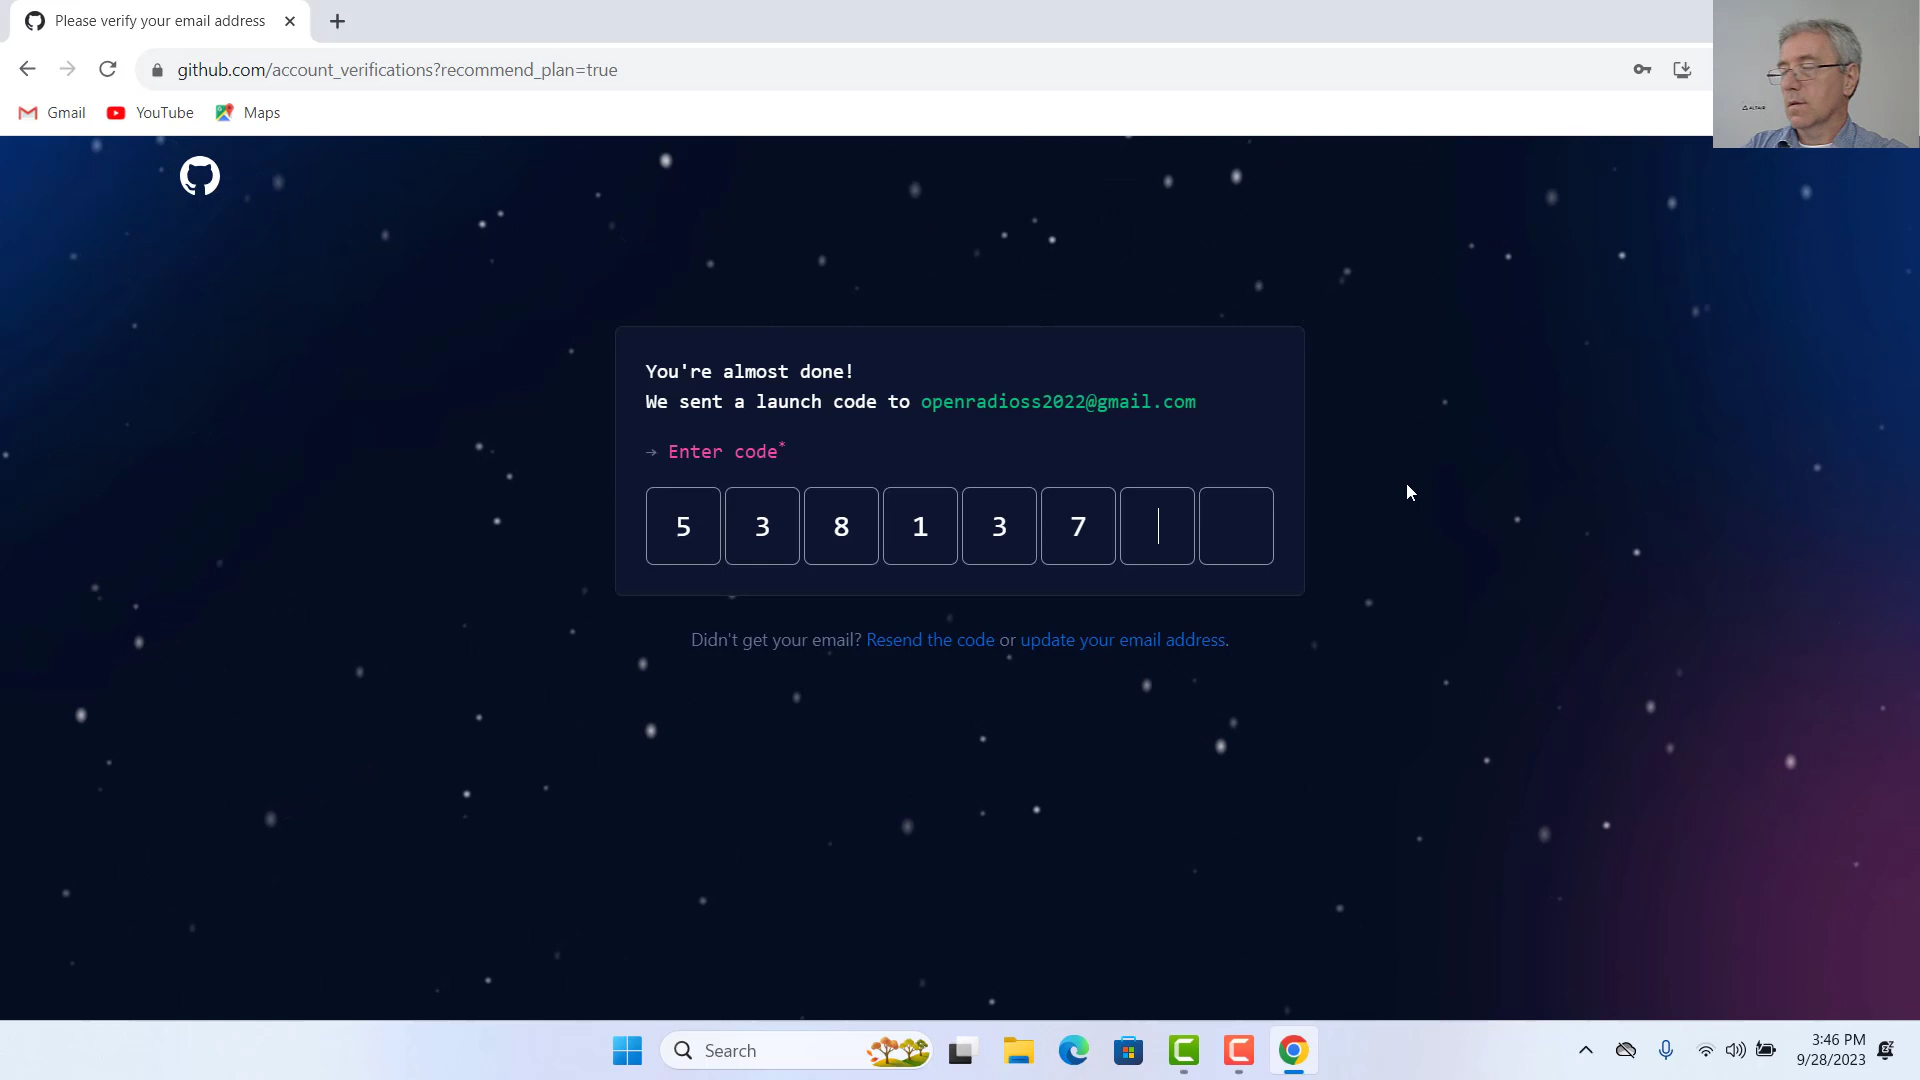 Please verify your email address
github.com/account_verifications?recommend_plan=true
Gmail
YouTube
Maps
ALTAIR
You're almost done!
We sent a launch code to openradioss2022@gmail.com
→ Enter code*
5 3 8 1 3 7
Didn't get your email? Resend the code or update your email address.
Search
3:46 PM
9/28/2023